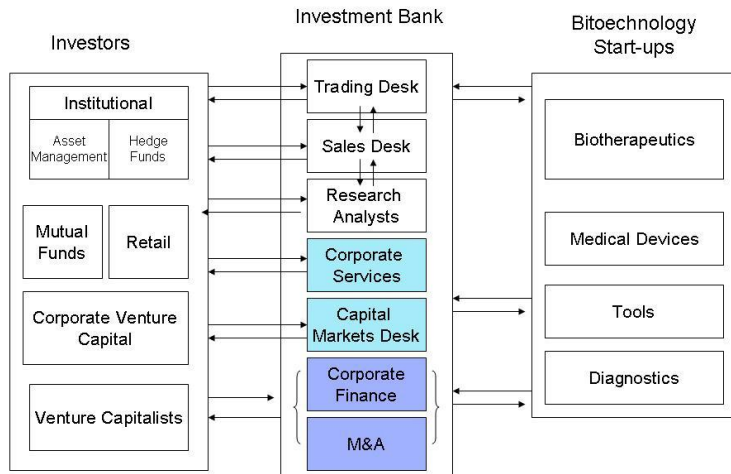 Investors
Investment Bank
Bitoechnology
Start-ups
Institutional
Asset
Management
Hedge
Funds
Mutual
Funds
Retail
Corporate Venture
Capital
Venture Capitalists
Trading Desk
Sales Desk
Research
Analysts
Corporate
Services
Capital
Markets Desk
Corporate
Finance
M&A
Biotherapeutics
Medical Devices
Tools
Diagnostics